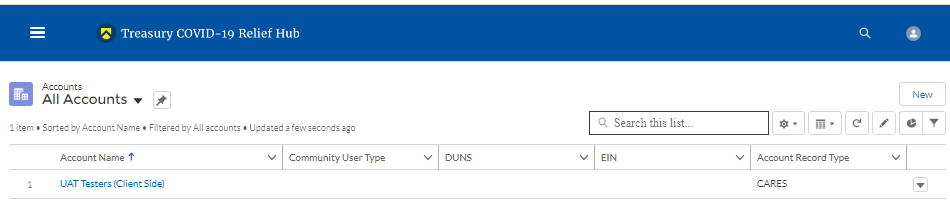 Treasury COVID-19 Relief Hub
Accounts
All Accounts
New
1 item • Sorted by Account Name • Filtered by All accounts • Updated a few seconds ago
Search this list...
Account Name ↑ Community User Type DUNS EIN Account Record Type
1 UAT Testers (Client Side) CARES